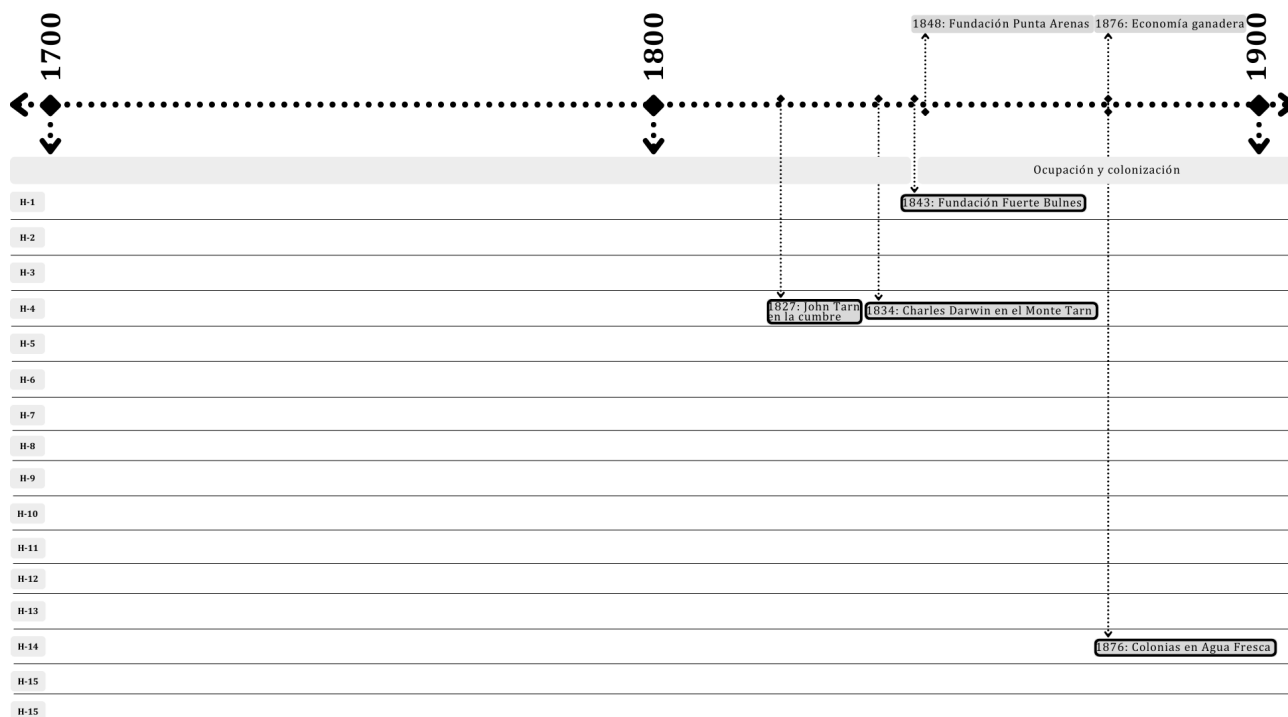 1848: Fundación Punta Arenas
1876: Economía ganadera
1700
1800
1900
Ocupación y colonización
H-1
1843: Fundación Fuerte Bulnes
H-2
H-3
H-4
1827: John Tarn
en la cumbre
1834: Charles Darwin en el Monte Tarn
H-5
H-6
H-7
H-8
H-9
H-10
H-11
H-12
H-13
H-14
1876: Colonias en Agua Fresca
H-15
H-15